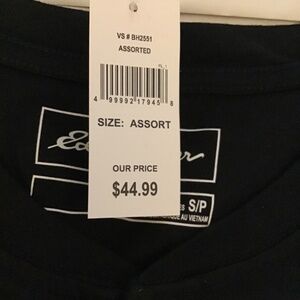 VS # BH2551
ASSORTED
4 99992 17945 8
SIZE: ASSORT
OUR PRICE
$44.99
S/P
AU VIETNAM